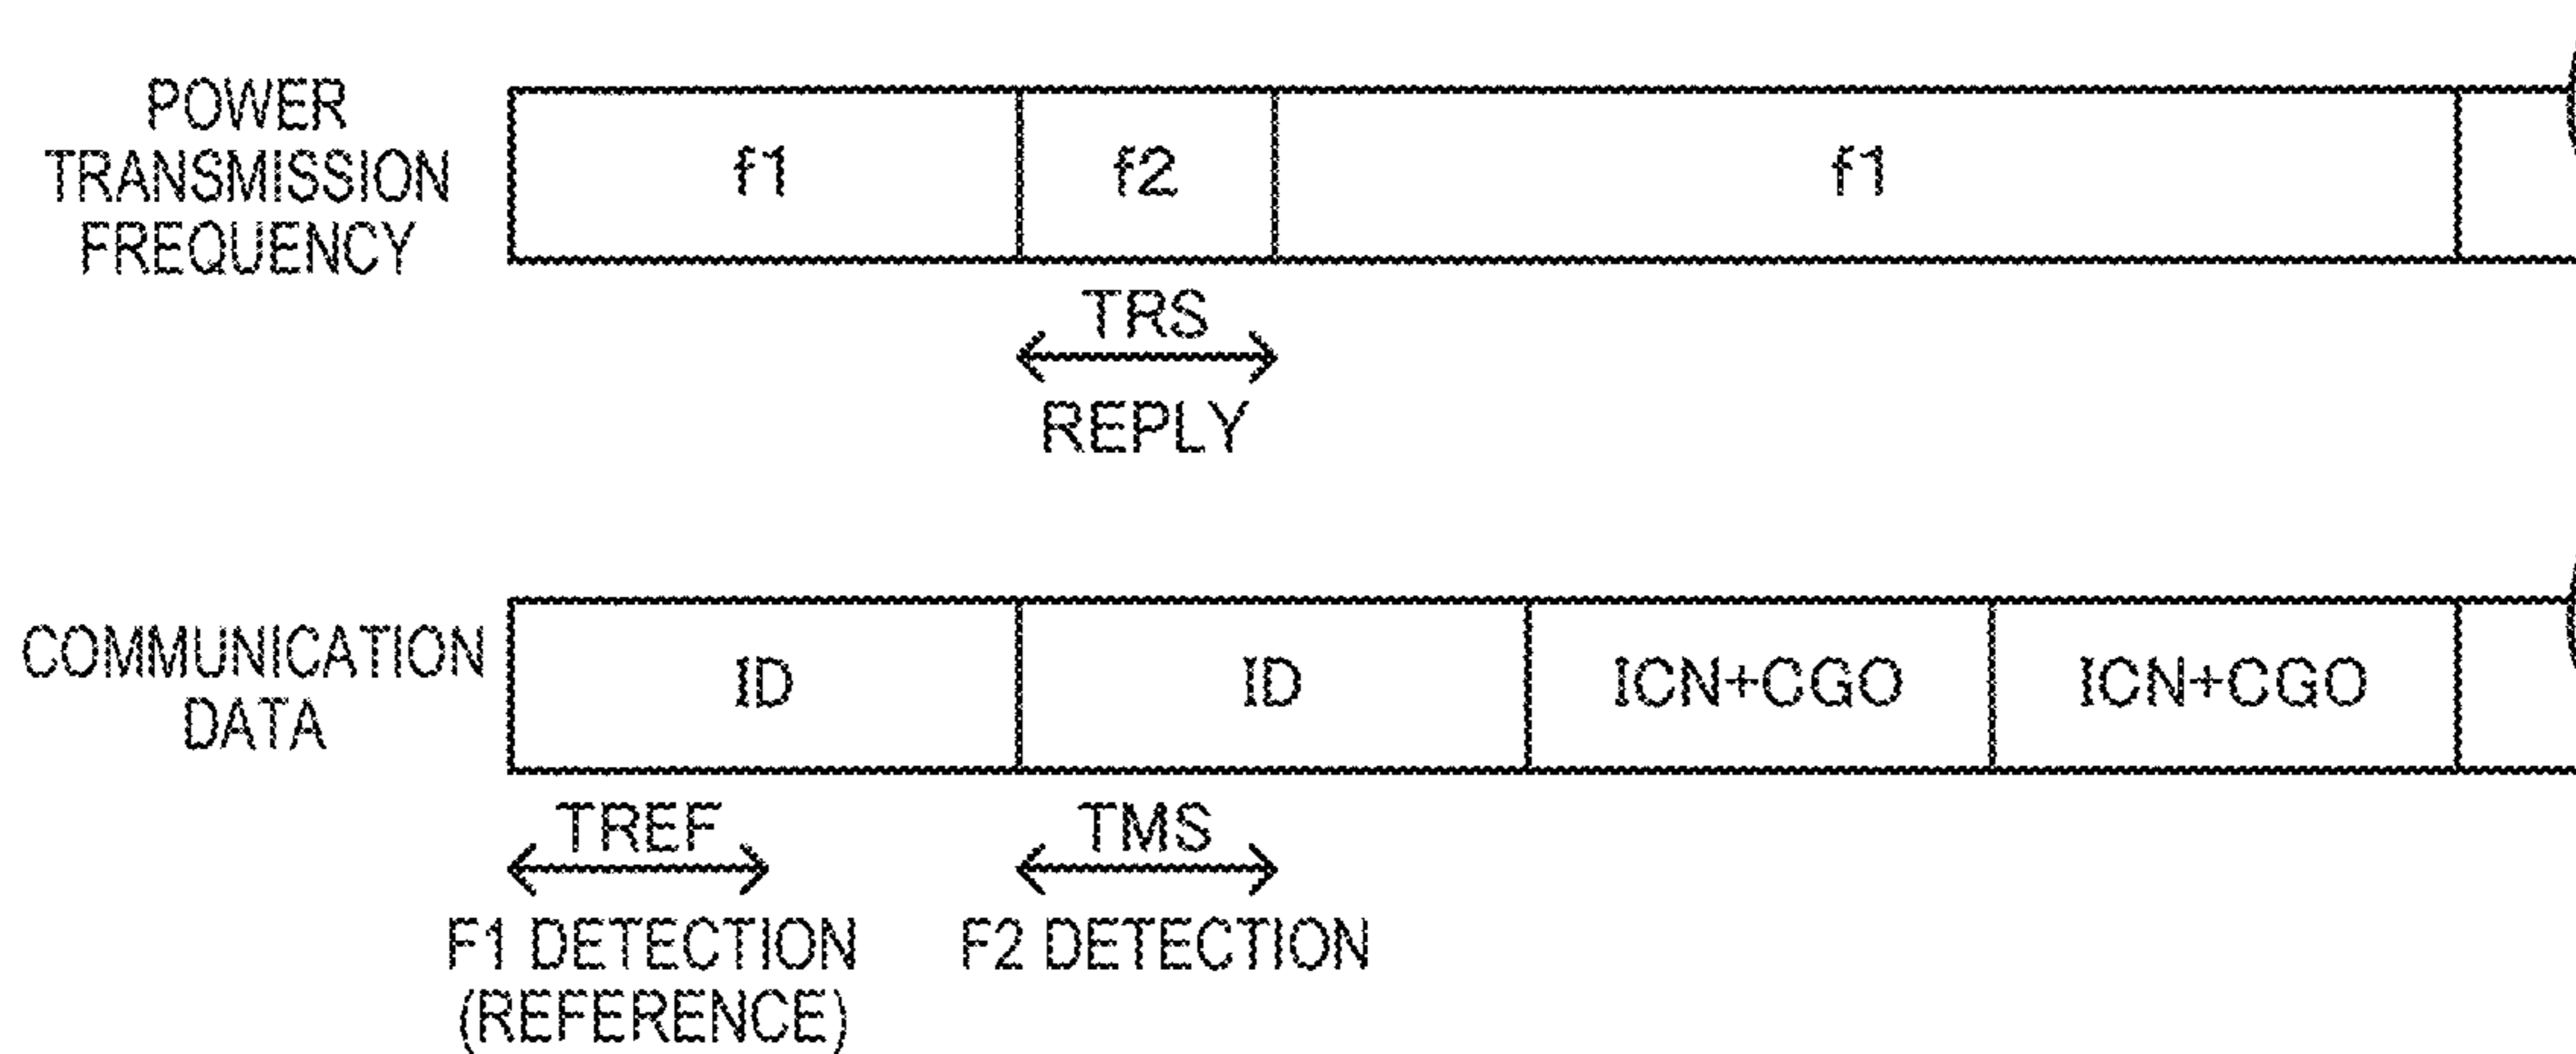 POWER
TRANSMISSION
FREQUENCY
f1
f2
f1
TRS
REPLY
COMMUNICATION
DATA
ID
ID
ICN+CGO
ICN+CGO
TREF
TMS
F1 DETECTION
(REFERENCE)
F2 DETECTION